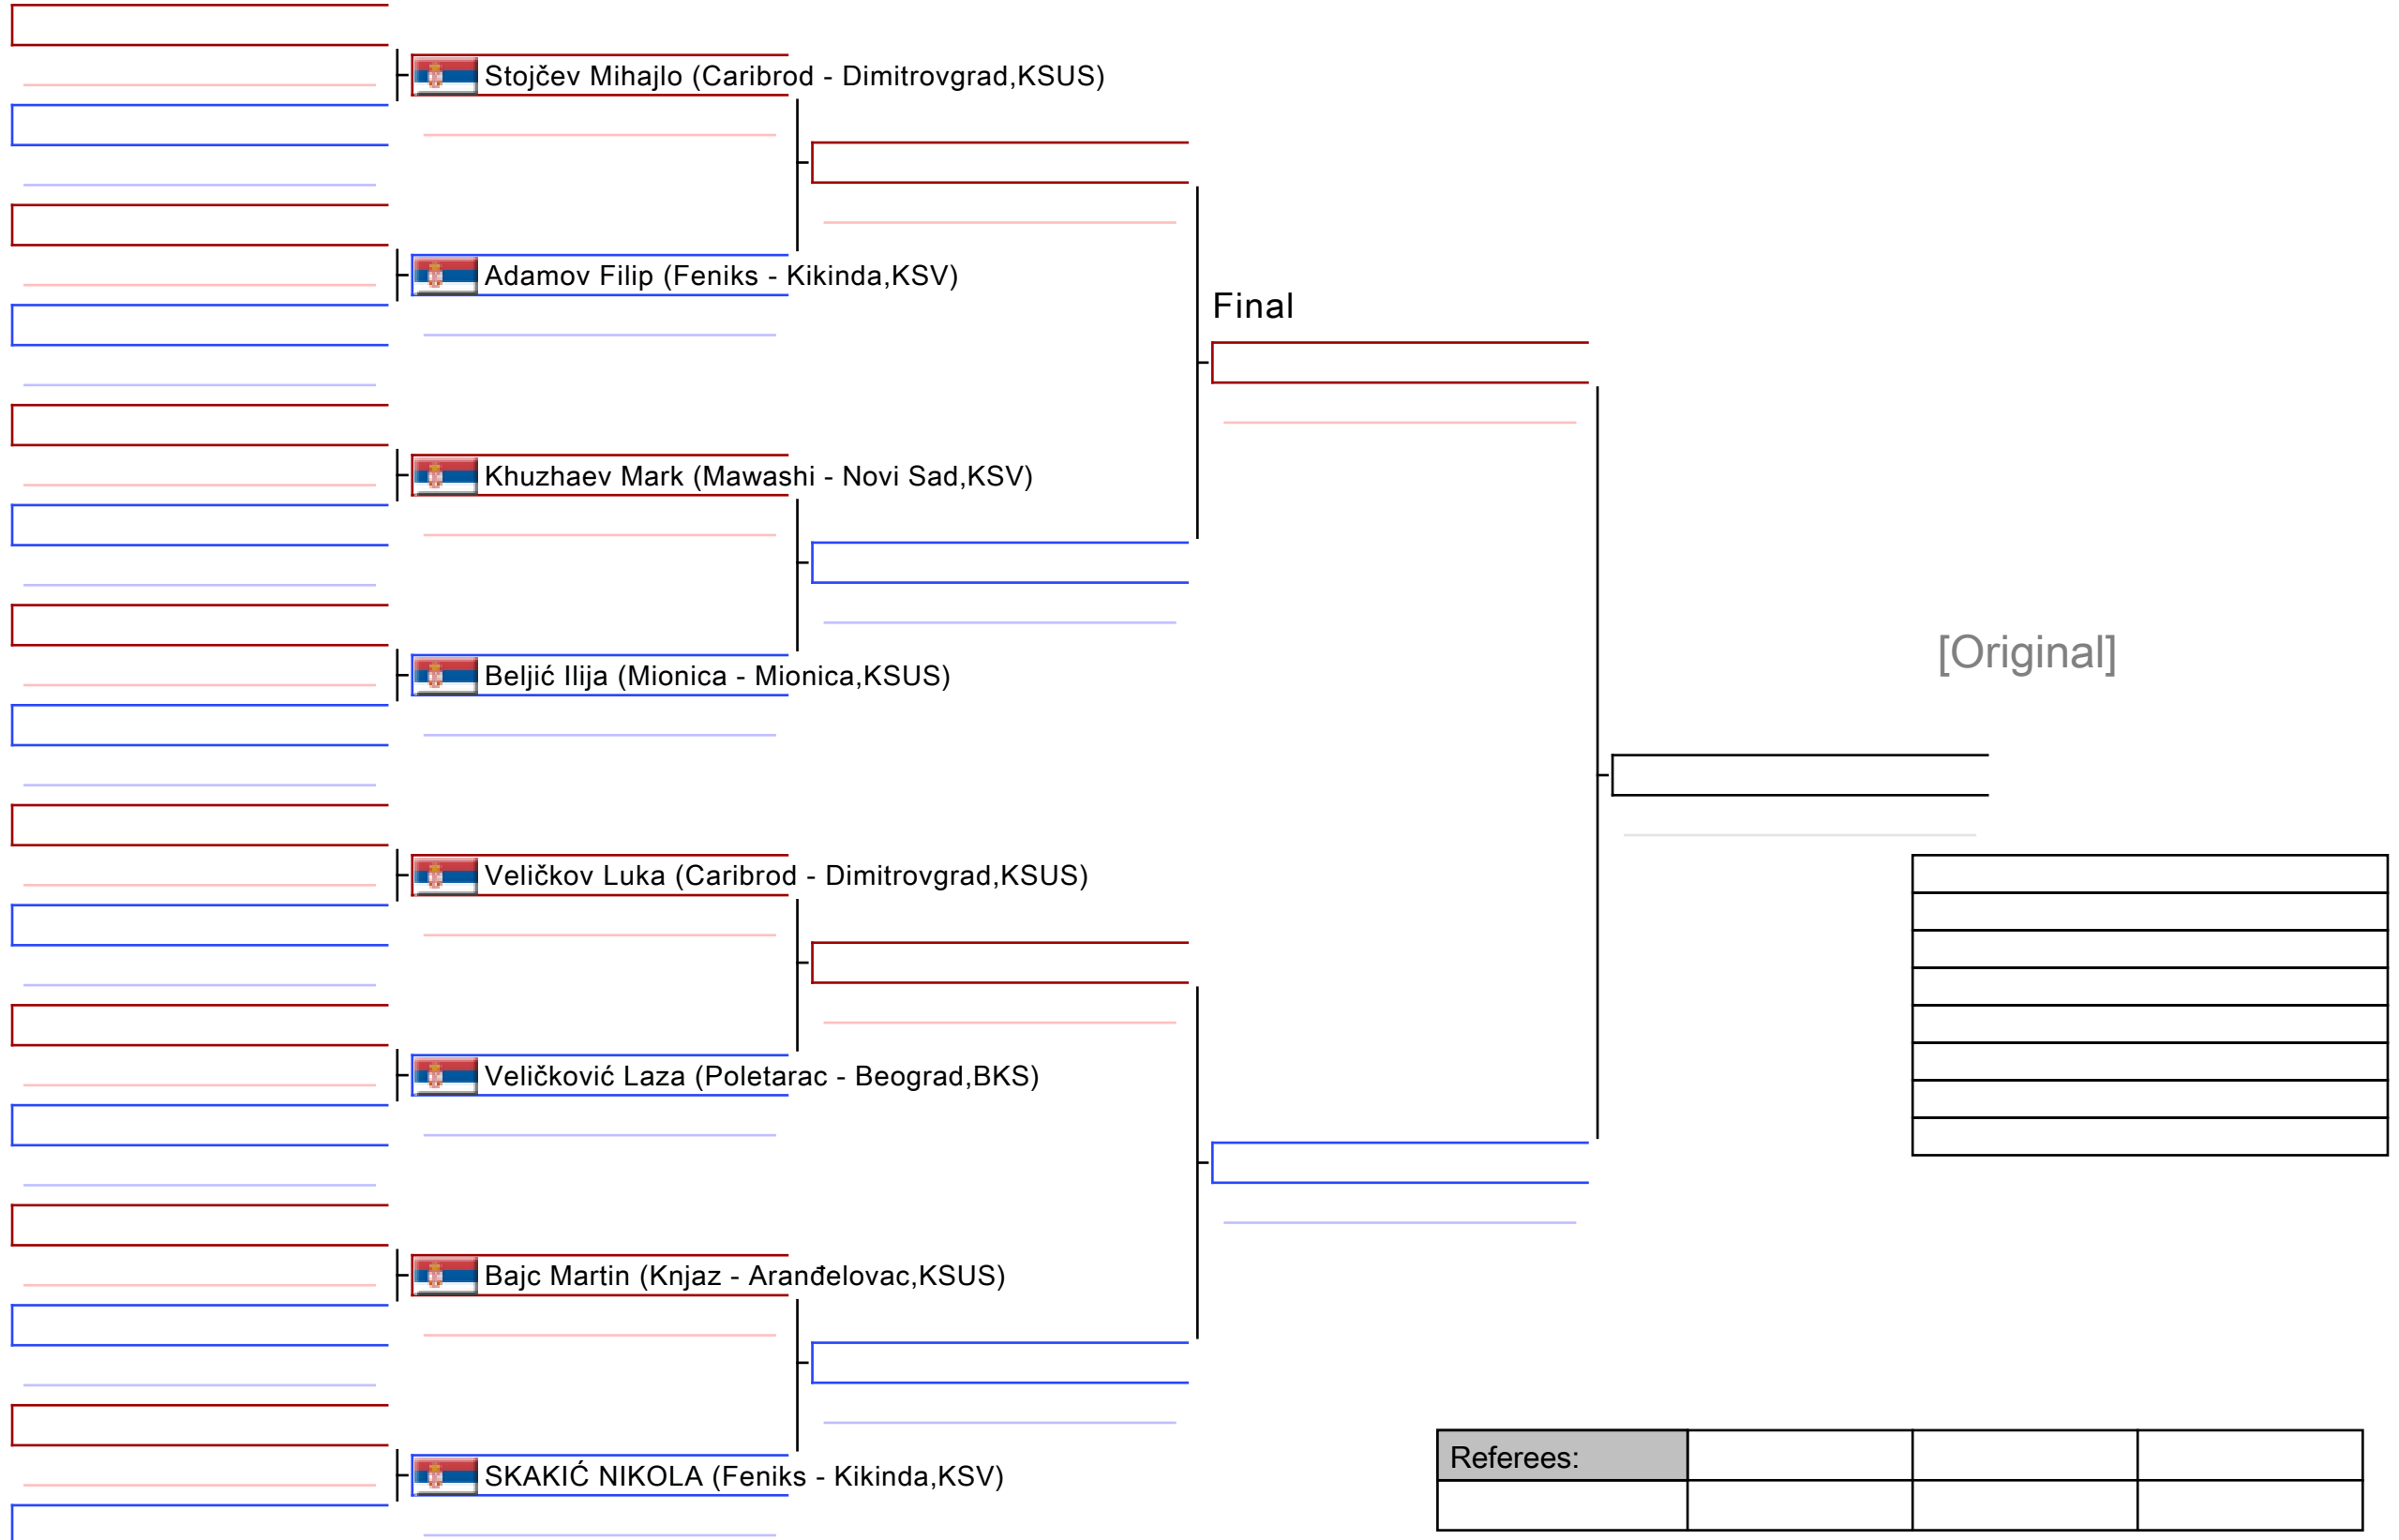 Stojčev Mihajlo (Caribrod - Dimitrovgrad,KSUS)
Adamov Filip (Feniks - Kikinda,KSV)
Final
Khuzhaev Mark (Mawashi - Novi Sad,KSV)
[Original]
Beljić Ilija (Mionica - Mionica,KSUS)
Veličkov Luka (Caribrod - Dimitrovgrad,KSUS)
Veličković Laza (Poletarac - Beograd,BKS)
Bajc Martin (Knjaz - Aranđelovac,KSUS)
Referees:
SKAKIĆ NIKOLA (Feniks - Kikinda,KSV)